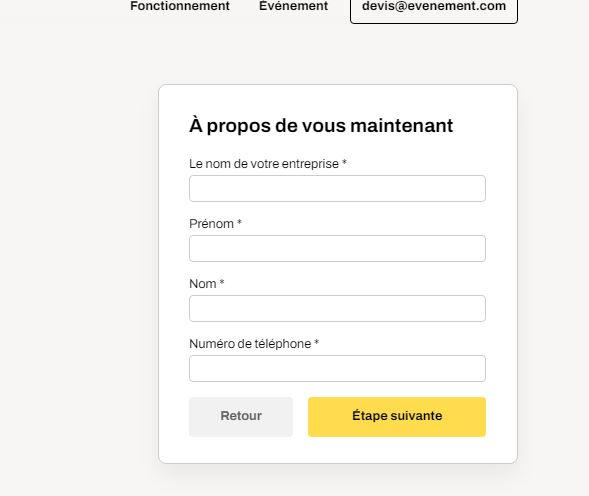 Fonctionnement Événement devis@evenement.com
À propos de vous maintenant
Le nom de votre entreprise *
Prénom *
Nom *
Numéro de téléphone *
Retour Étape suivante